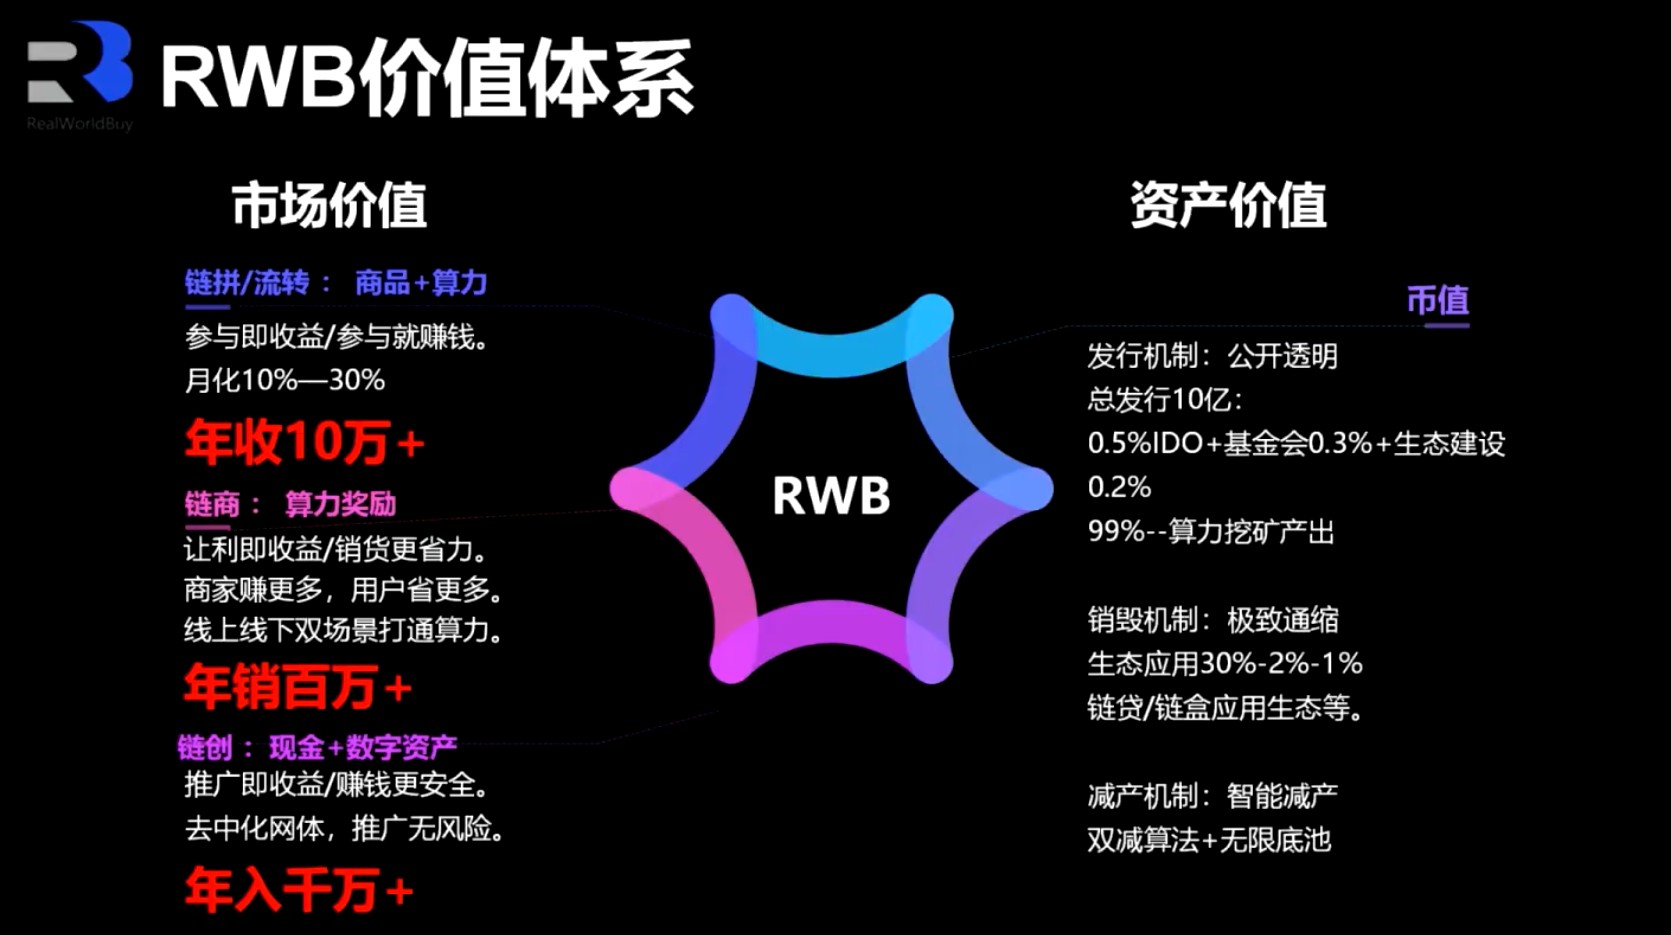 RealWorldBuy
RWB价值体系
市场价值
链拼/流转： 商品+算力
参与即收益/参与就赚钱。
月化10%—30%
年收10万+
链商： 算力奖励
让利即收益/销货更省力。
商家赚更多，用户省更多。
线上线下双场景打通算力。
年销百万+
链创：现金+数字资产
推广即收益/赚钱更安全。
去中化网体，推广无风险。
年入千万+
RWB
资产价值
币值
发行机制：公开透明
总发行10亿：
0.5%IDO+基金会0.3%+生态建设
0.2%
99%--算力挖矿产出
销毁机制：极致通缩
生态应用30%-2%-1%
链贷/链盒应用生态等。
减产机制：智能减产
双减算法+无限底池